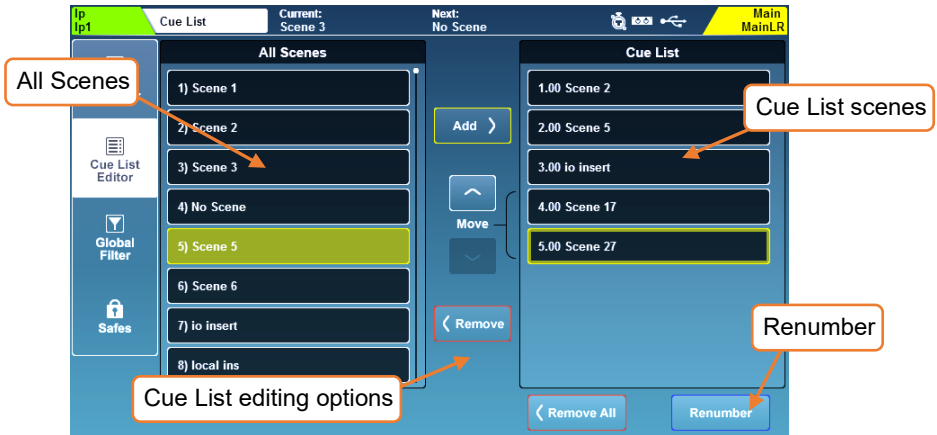 Ip
Ip1
Cue List
Current:
Scene 3
Next:
No Scene
Main
MainLR
All Scenes
Cue List
Editor
Global
Filter
Safes
All Scenes
1) Scene 1
2) Scene 2
3) Scene 3
4) No Scene
5) Scene 5
6) Scene 6
7) io insert
8) local ins
Cue List editing options
Add
Move
Remove
Cue List
1.00 Scene 2
2.00 Scene 5
3.00 io insert
4.00 Scene 17
5.00 Scene 27
Cue List scenes
Renumber
Remove All
Renumber